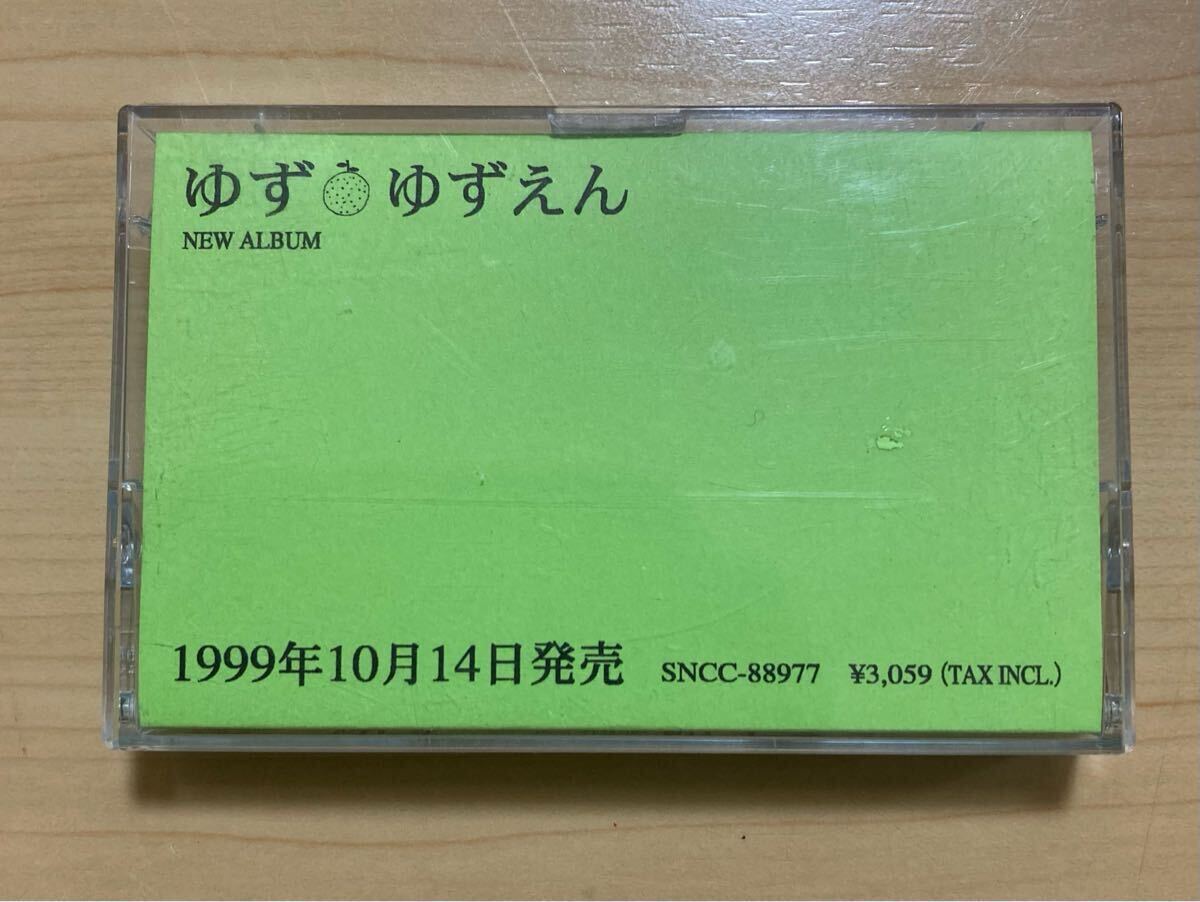 ゆず ゆずえん
NEW ALBUM
1999年10月14日発売 SNCC-88977 ¥3,059 (TAX INCL.)